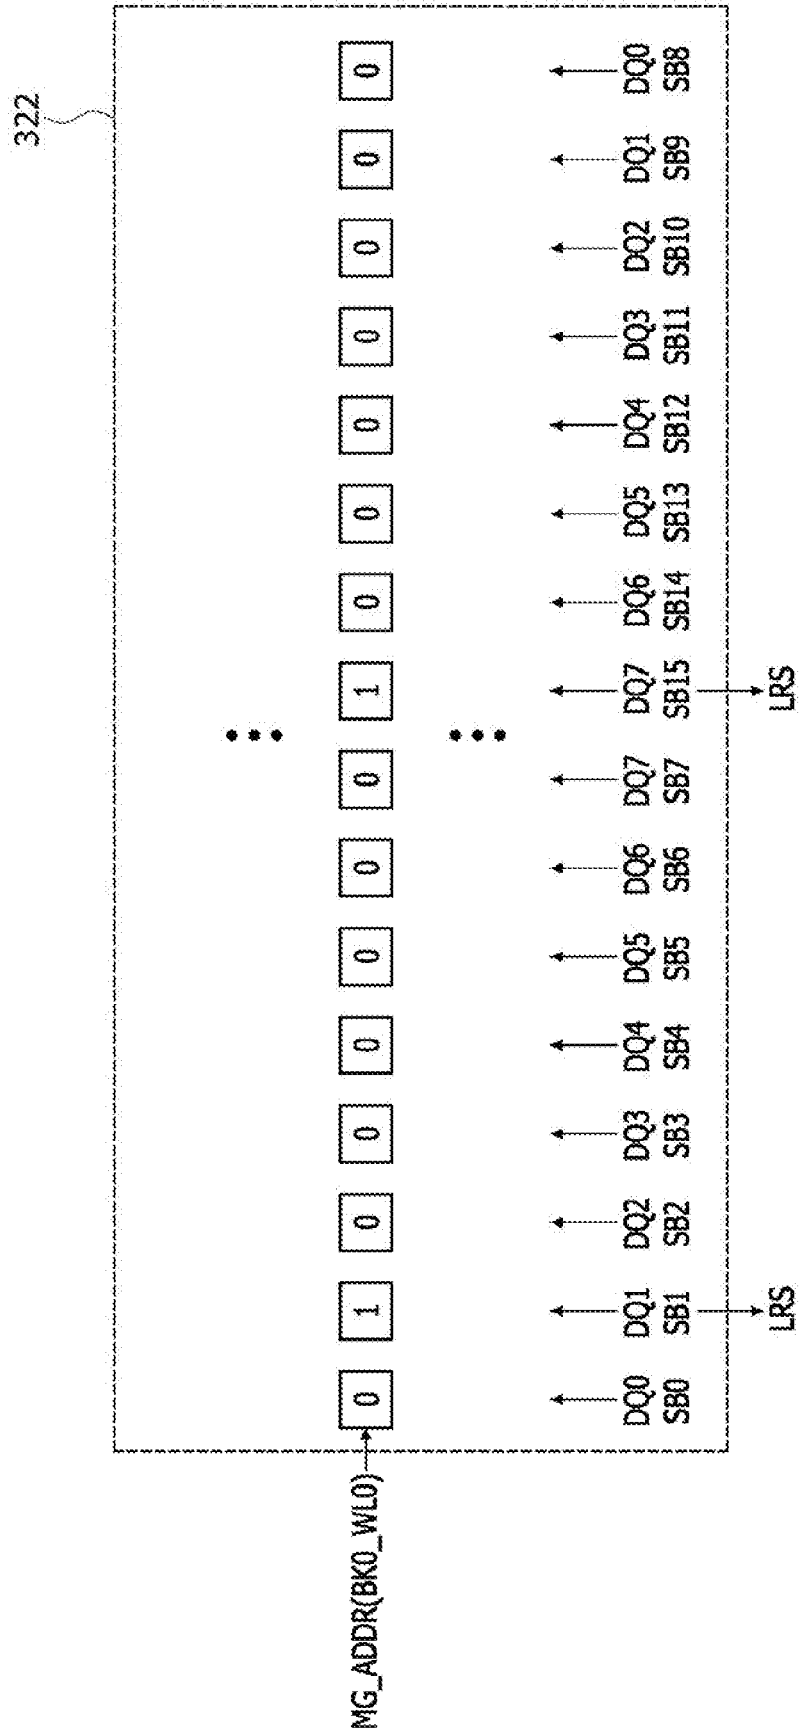 322
MG_ADDR(BK0_WL0) 0 1 0 0 0 0 0 0 1 0 0 0 0 0 0 0
DQ0 DQ1 DQ2 DQ3 DQ4 DQ5 DQ6 DQ7 DQ7 DQ6 DQ5 DQ4 DQ3 DQ2 DQ1 DQ0
SB0 SB1 SB2 SB3 SB4 SB5 SB6 SB7 SB15 SB14 SB13 SB12 SB11 SB10 SB9 SB8
LRS LRS